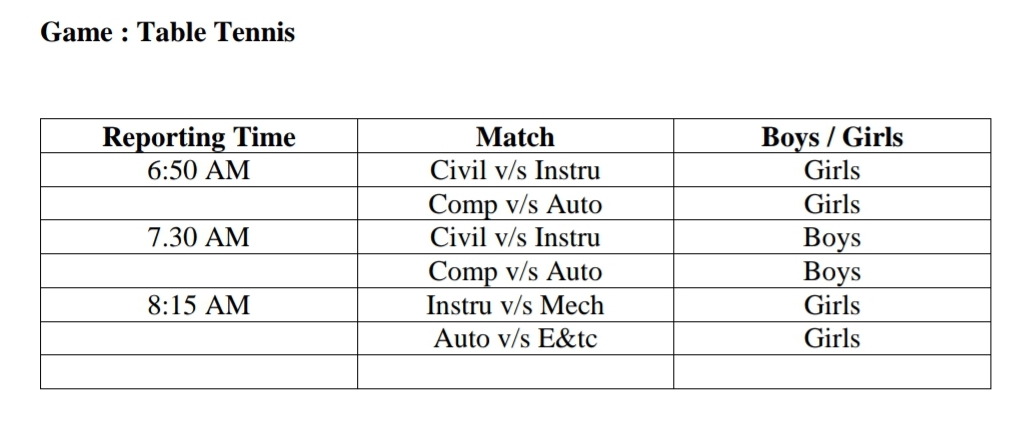 Game : Table Tennis
Reporting Time Match Boys / Girls
6:50 AM Civil v/s Instru Girls
Comp v/s Auto Girls
7.30 AM Civil v/s Instru Boys
Comp v/s Auto Boys
8:15 AM Instru v/s Mech Girls
Auto v/s E&tc Girls